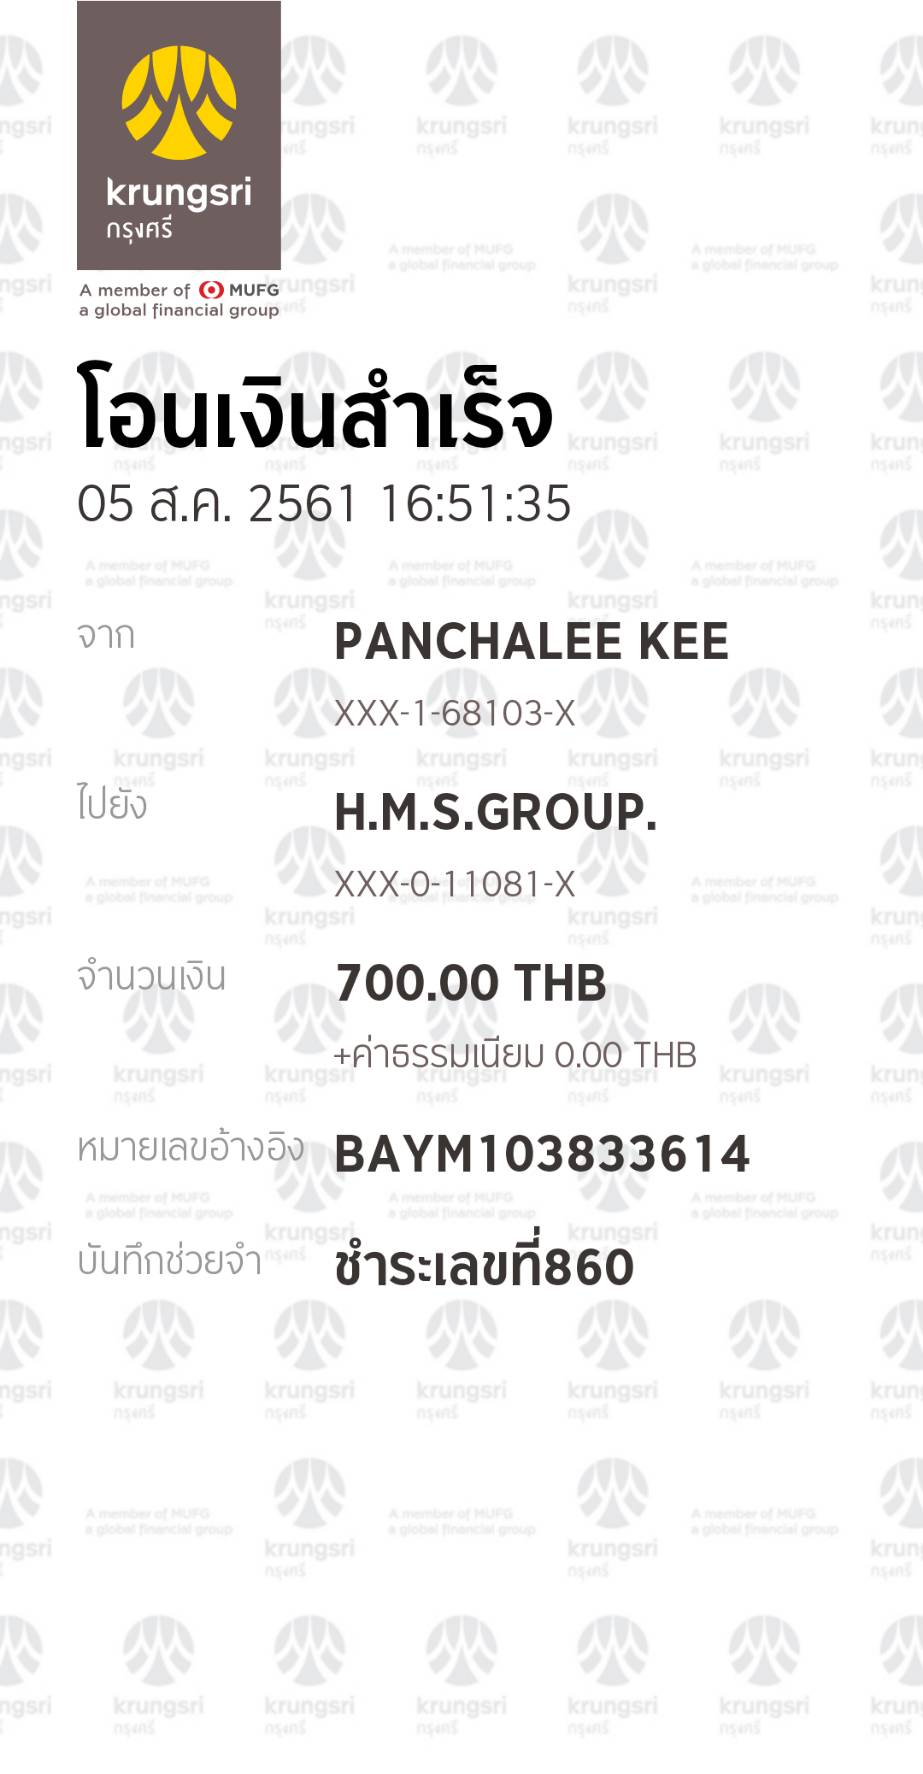 krungsri
กรุงศรี
A member of MUFG
a global financial group
โอนเงินสำเร็จ
05 ส.ค. 2561 16:51:35
จาก PANCHALEE KEE
XXX-1-68103-X
ไปยัง H.M.S.GROUP.
XXX-0-11081-X
จำนวนเงิน 700.00 THB
+ค่าธรรมเนียม 0.00 THB
หมายเลขอ้างอิง BAYM103833614
บันทึกช่วยจำ ชำระเลขที่860